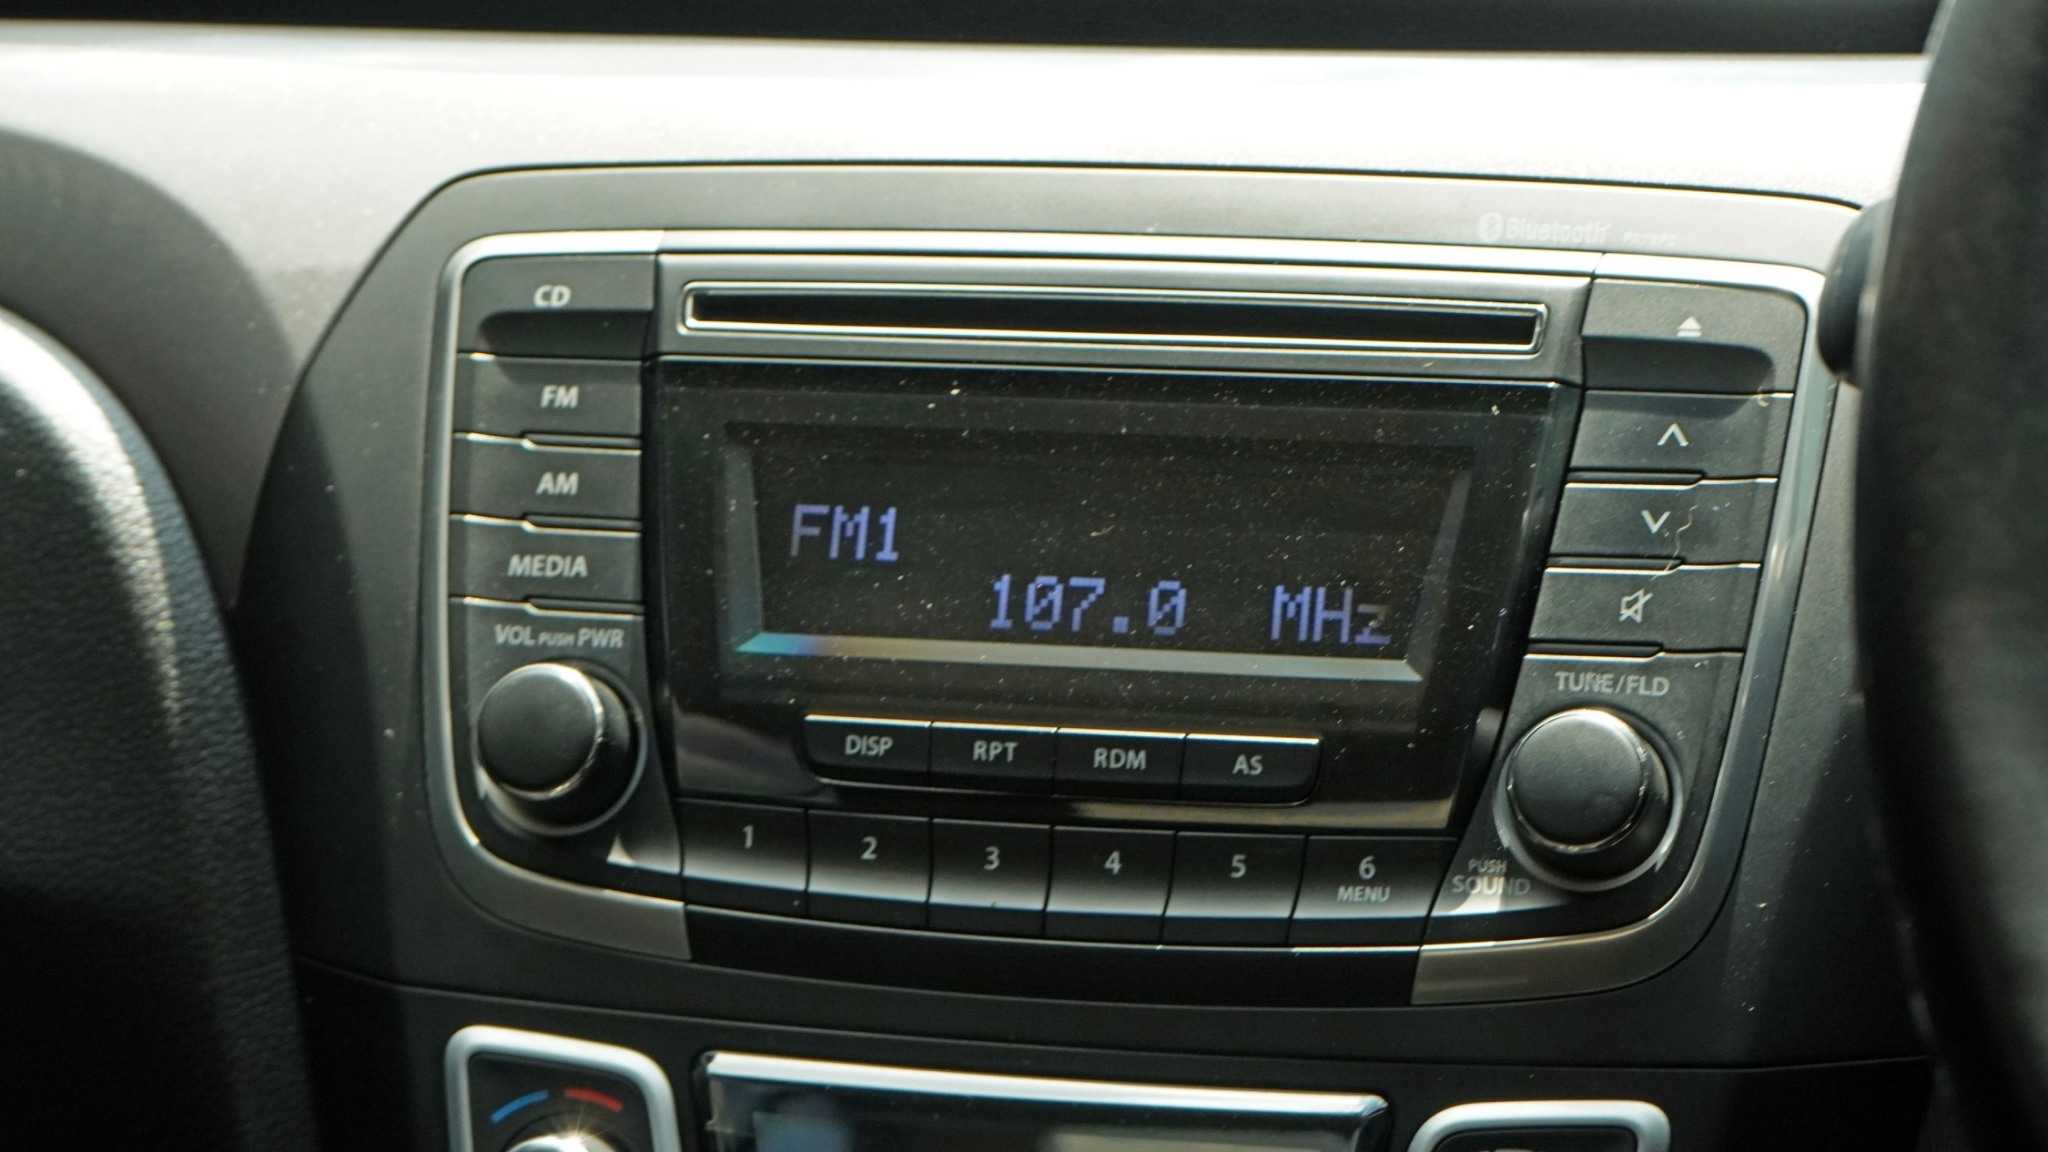 Bluetooth
CD
FM
AM
MEDIA
VOL PUSH PWR
FM1
107.0 MHz
TUNE/FLD
DISP RPT RDM AS
1 2 3 4 5 6
MENU
PUSH
SOUND